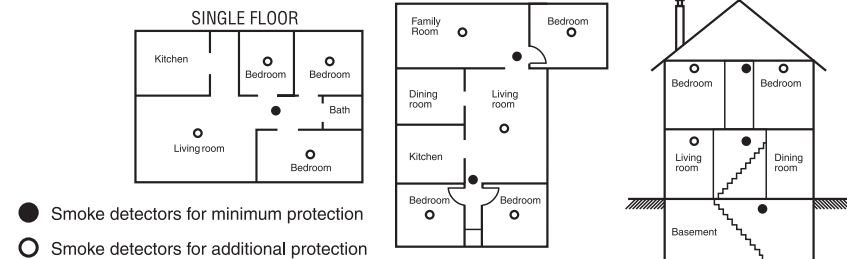 SINGLE FLOOR
Kitchen
Bedroom
Bedroom
Bath
Living room
Bedroom
Family
Room
Bedroom
Dining
room
Living
room
Kitchen
Bedroom
Bedroom
Bedroom
Bedroom
Living
room
Dining
room
Basement
Smoke detectors for minimum protection
Smoke detectors for additional protection